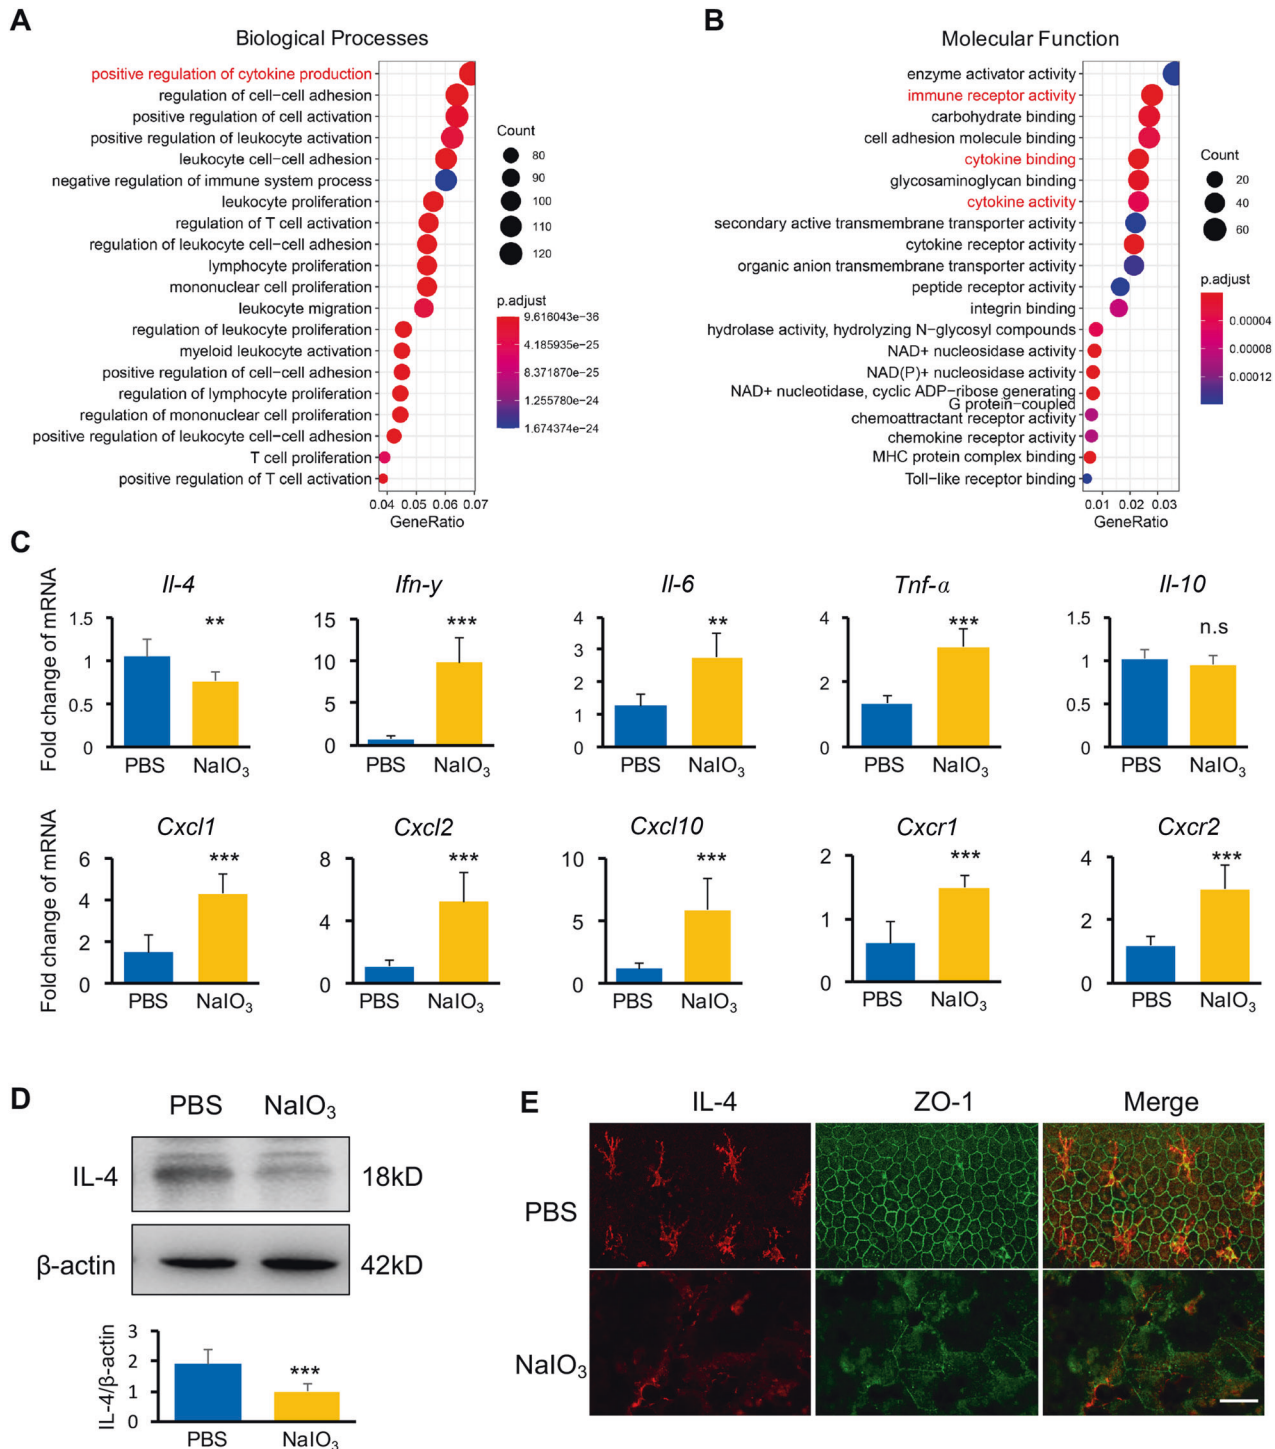 A
Biological Processes
positive regulation of cytokine production
regulation of cell−cell adhesion
positive regulation of cell activation
positive regulation of leukocyte activation
leukocyte cell−cell adhesion
negative regulation of immune system process
leukocyte proliferation
regulation of T cell activation
regulation of leukocyte cell−cell adhesion
lymphocyte proliferation
mononuclear cell proliferation
leukocyte migration
regulation of leukocyte proliferation
myeloid leukocyte activation
positive regulation of cell−cell adhesion
regulation of lymphocyte proliferation
regulation of mononuclear cell proliferation
positive regulation of leukocyte cell−cell adhesion
T cell proliferation
positive regulation of T cell activation
0.04 0.05 0.06 0.07
GeneRatio
Count
80
90
100
110
120
p.adjust
9.616043e−36
4.185935e−25
8.371870e−25
1.255780e−24
1.674374e−24
B
Molecular Function
enzyme activator activity
immune receptor activity
carbohydrate binding
cell adhesion molecule binding
cytokine binding
glycosaminoglycan binding
cytokine activity
secondary active transmembrane transporter activity
cytokine receptor activity
organic anion transmembrane transporter activity
peptide receptor activity
integrin binding
hydrolase activity, hydrolyzing N−glycosyl compounds
NAD+ nucleosidase activity
NAD(P)+ nucleosidase activity
NAD+ nucleotidase, cyclic ADP−ribose generating
G protein−coupled
chemoattractant receptor activity
chemokine receptor activity
MHC protein complex binding
Toll−like receptor binding
0.01 0.02 0.03
GeneRatio
Count
20
40
60
p.adjust
0.00004
0.00008
0.00012
C
Fold change of mRNA
Il-4
1.5
1
0.5
0
**
PBS NaIO₃
Ifn-y
15
10
5
0
***
PBS NaIO₃
Il-6
4
3
2
1
0
**
PBS NaIO₃
Tnf-α
4
2
0
***
PBS NaIO₃
Il-10
1.5
1
0.5
0
n.s
PBS NaIO₃
Fold change of mRNA
Cxcl1
6
4
2
0
***
PBS NaIO₃
Cxcl2
8
4
0
***
PBS NaIO₃
Cxcl10
10
5
0
***
PBS NaIO₃
Cxcr1
2
1
0
***
PBS NaIO₃
Cxcr2
4
2
0
***
PBS NaIO₃
D
PBS NaIO₃
IL-4 18kD
β-actin 42kD
IL-4/β-actin
3
2
1
0
***
PBS NaIO₃
E
IL-4 ZO-1 Merge
PBS
NaIO₃